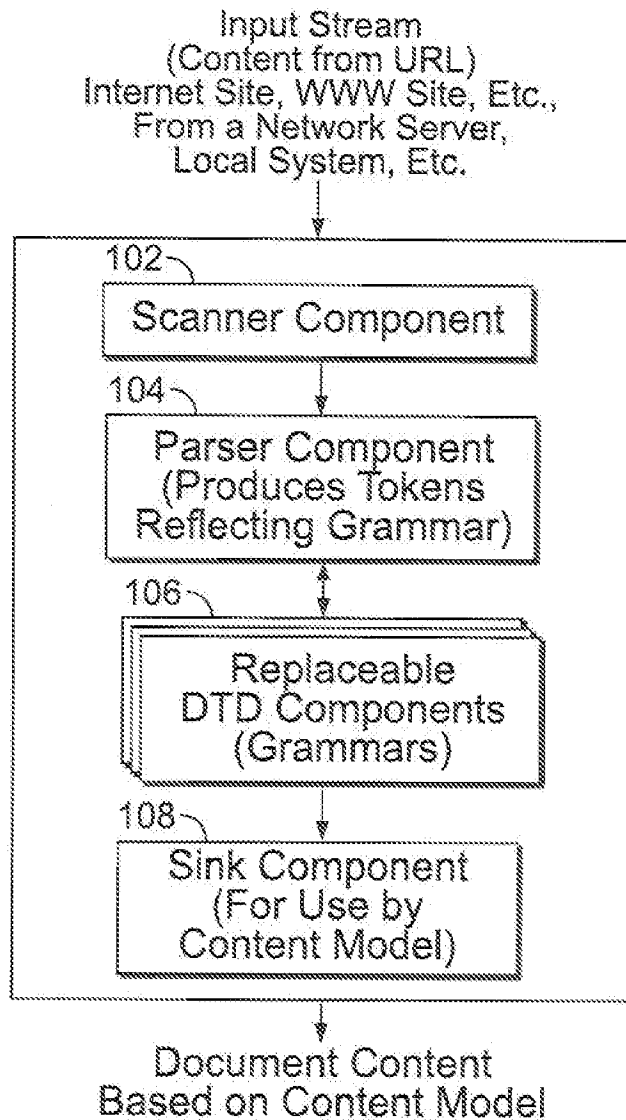 Input Stream
(Content from URL)
Internet Site, WWW Site, Etc.,
From a Network Server,
Local System, Etc.
102
Scanner Component
104
Parser Component
(Produces Tokens
Reflecting Grammar)
106
Replaceable
DTD Components
(Grammars)
108
Sink Component
(For Use by
Content Model)
Document Content
Based on Content Model